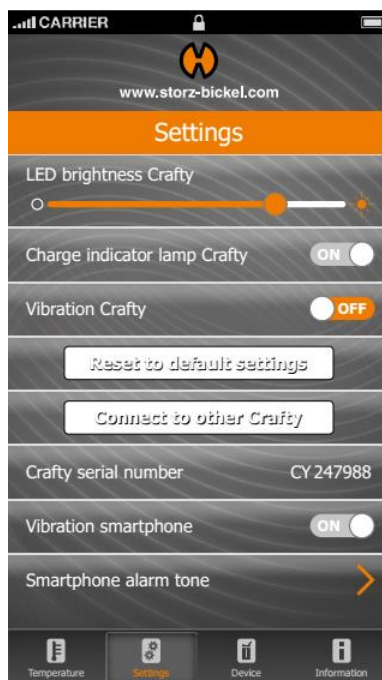 CARRIER
www.storz-bickel.com
Settings
LED brightness Crafty
Charge indicator lamp Crafty ON
Vibration Crafty OFF
Reset to default settings
Connect to other Crafty
Crafty serial number CY 247988
Vibration smartphone ON
Smartphone alarm tone
Temperature Settings Device Information